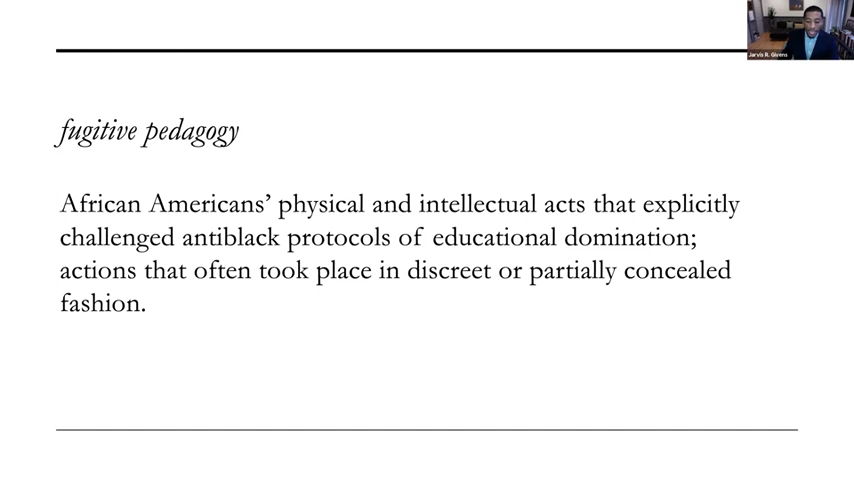 Jarvis R. Givens
fugitive pedagogy
African Americans’ physical and intellectual acts that explicitly
challenged antiblack protocols of educational domination;
actions that often took place in discreet or partially concealed
fashion.